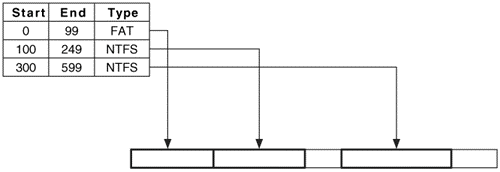 Start End Type
0 99 FAT
100 249 NTFS
300 599 NTFS